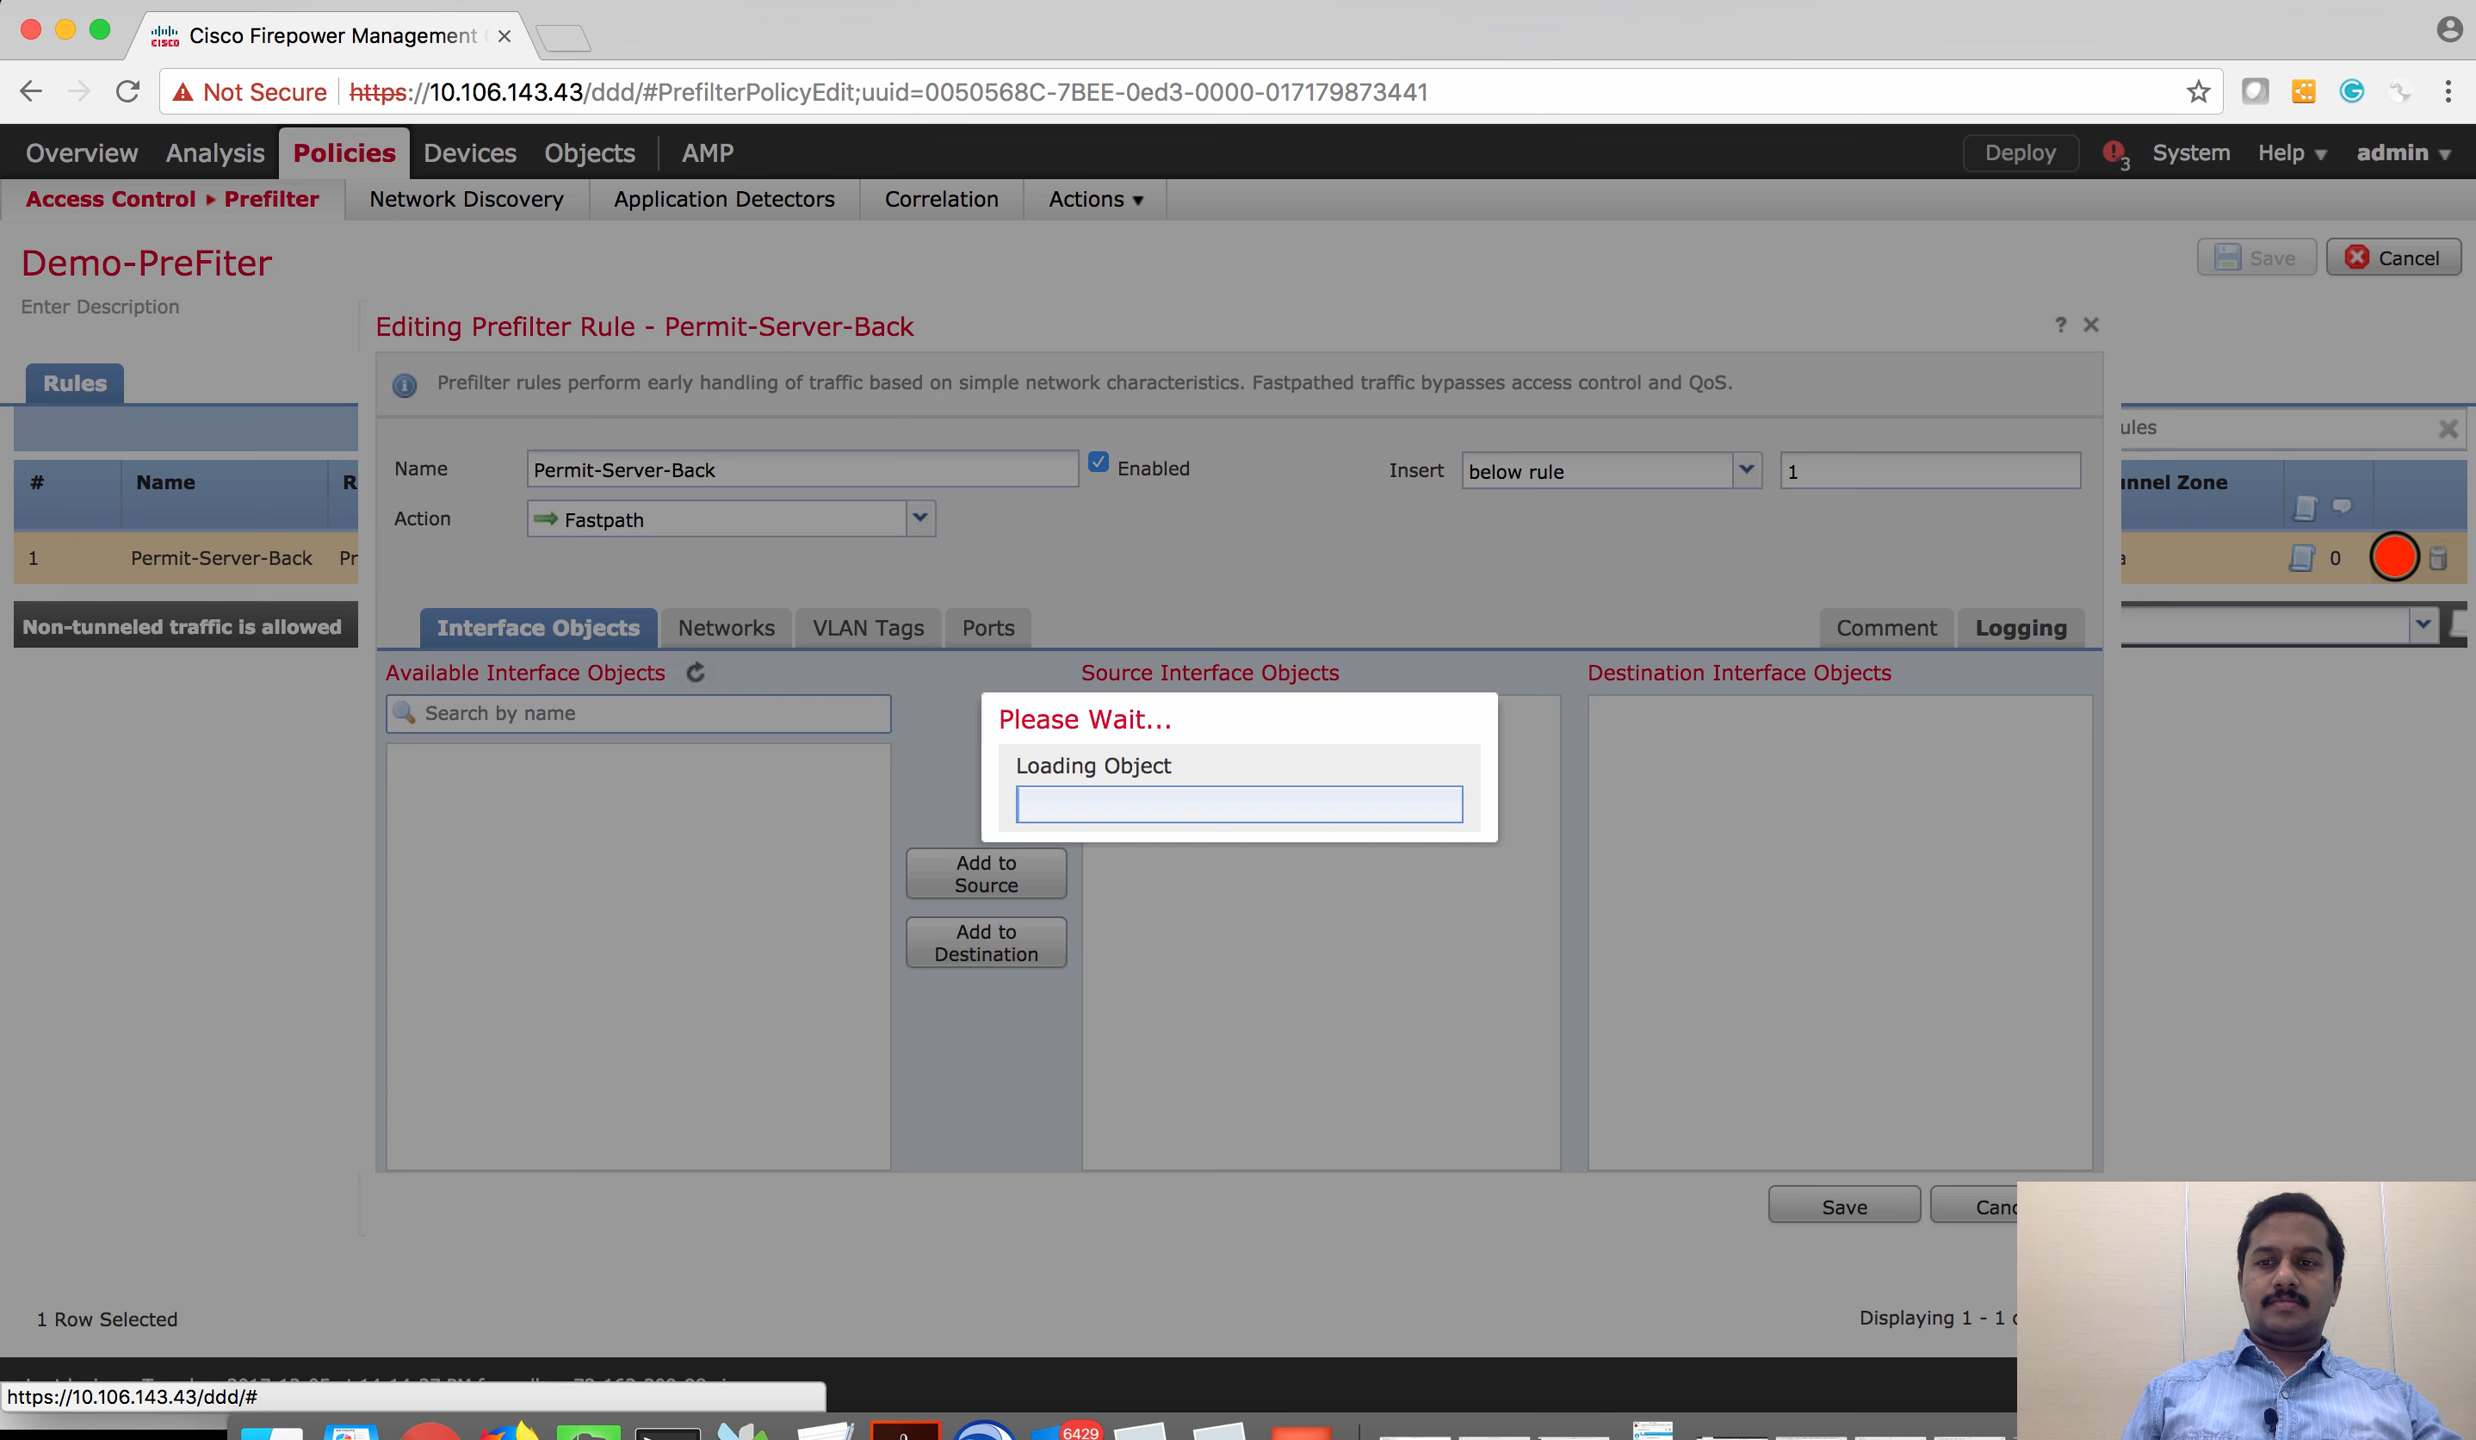 Cisco Firepower Management
Not Secure https://10.106.143.43/ddd/#PrefilterPolicyEdit;uuid=0050568C-7BEE-0ed3-0000-017179873441
Overview Analysis Policies Devices Objects AMP Deploy 3 System Help admin
Access Control ▸ Prefilter Network Discovery Application Detectors Correlation Actions
Demo-PreFiter
Save Cancel
Enter Description
Editing Prefilter Rule - Permit-Server-Back ?
Rules
Prefilter rules perform early handling of traffic based on simple network characteristics. Fastpathed traffic bypasses access control and QoS.
ules
Name Permit-Server-Back Enabled Insert below rule 1
# Name R
nnel Zone
Action Fastpath
1 Permit-Server-Back Pr
0
Non-tunneled traffic is allowed
Interface Objects Networks VLAN Tags Ports Comment Logging
Available Interface Objects Source Interface Objects Destination Interface Objects
Search by name
Please Wait...
Loading Object
Add to
Source
Add to
Destination
Save Canc
1 Row Selected
Displaying 1 - 1
https://10.106.143.43/ddd/#
6429